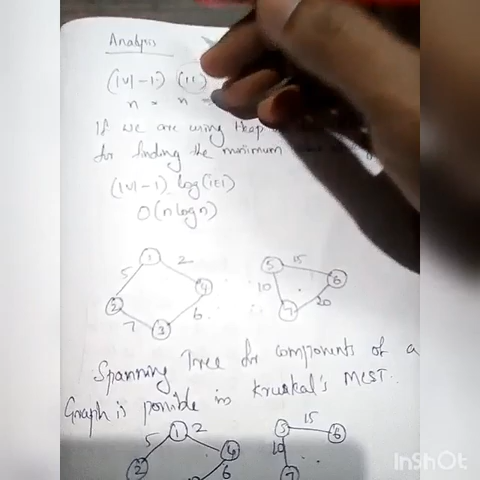 Analysis
(|V|-1) (|E|)
n × n =
If we are using Heap
for finding the minimum
(|V|-1) log(|E|)
O(n log n)
1
5
2
2
4
7
6
3
5
15
6
10
20
7
Spanning Tree for components of a
Graph is possible in Kruskal's MCST.
1
5
2
2
4
6
5
15
6
10
7
InShOt